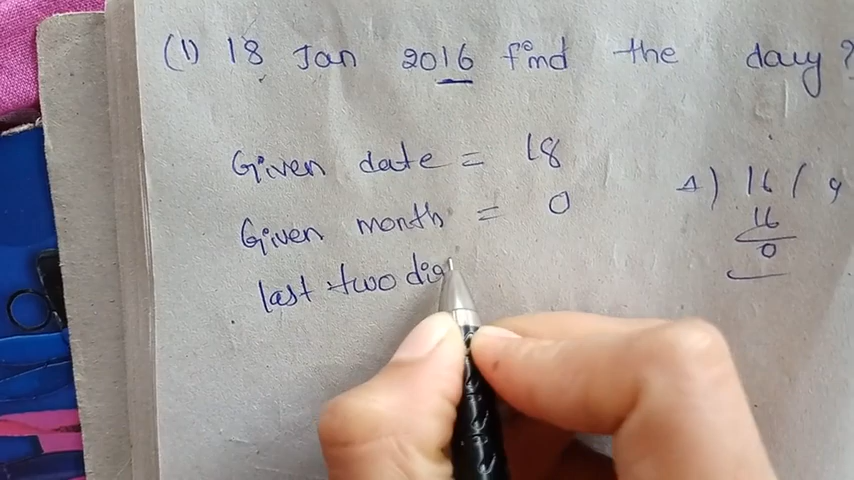 (1) 18 Jan 2016 find the day?
Given date = 18
Given month = 0
last two dig
4) 16 ( 4
16
0